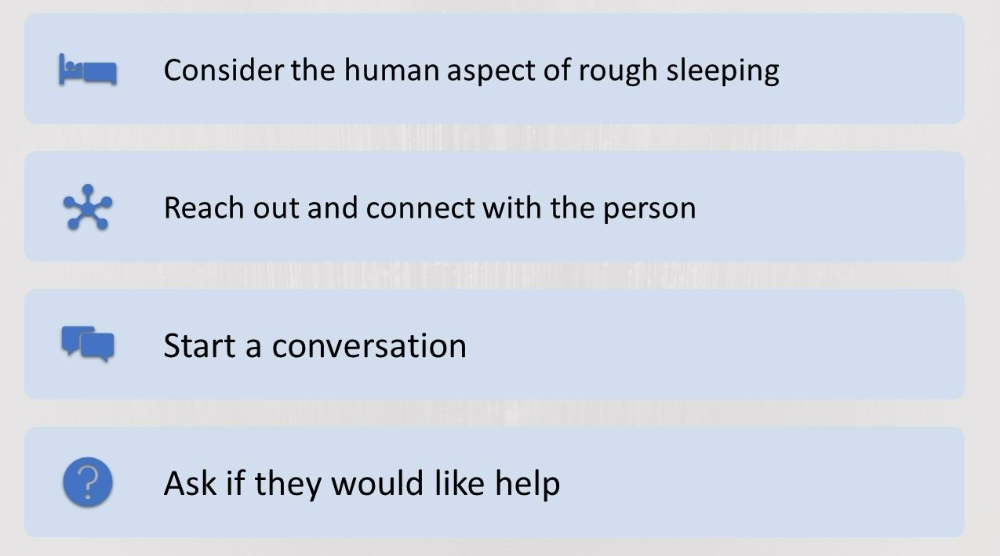 Consider the human aspect of rough sleeping
Reach out and connect with the person
Start a conversation
?
Ask if they would like help